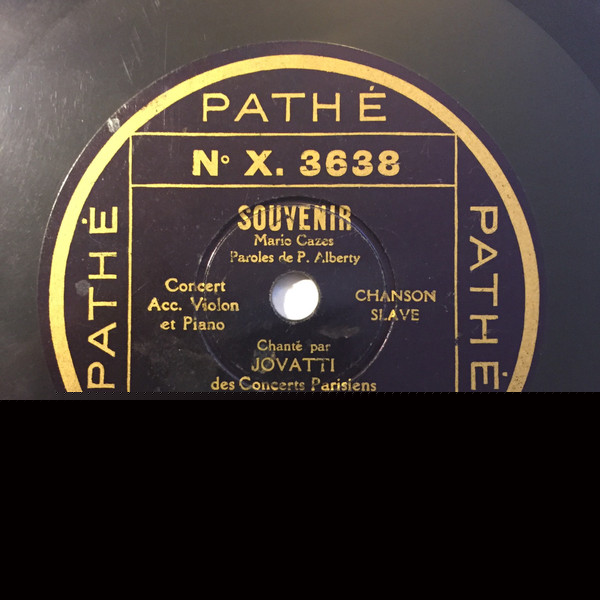 PATHÉ
Nº X. 3638
PATHÉ
PATHÉ
SOUVENIR
Mario Cazes
Paroles de P. Alberty
Concert
Acc. Violon
et Piano
CHANSON
SLAVE
Chanté par
JOVATTI
des Concerts Parisiens